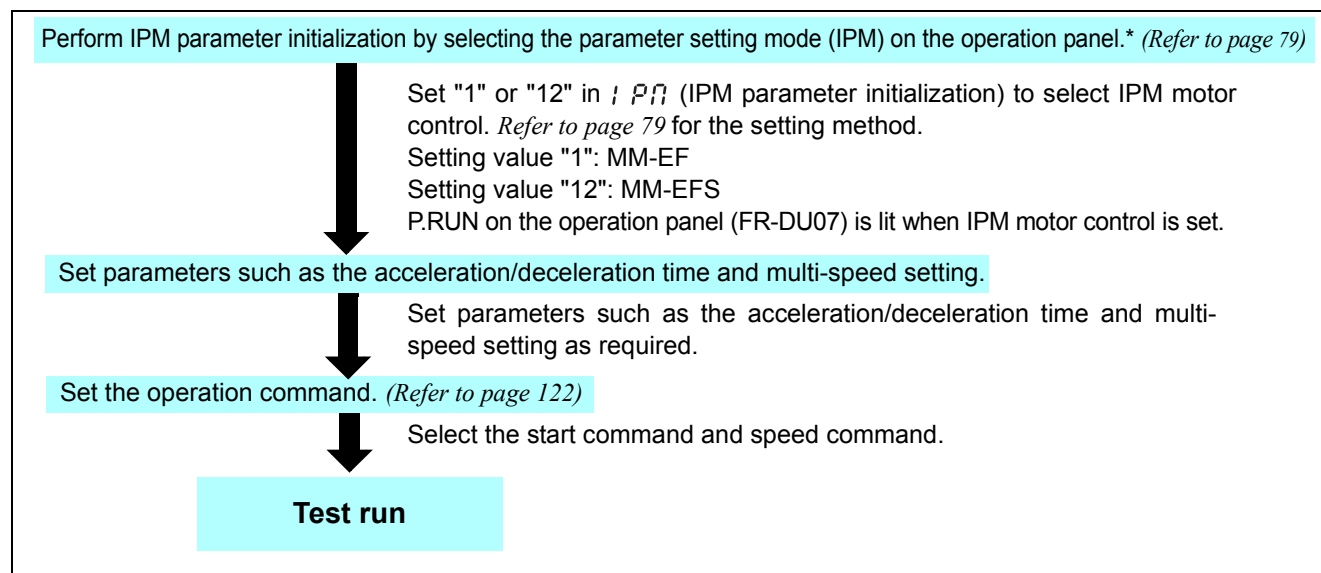 Perform IPM parameter initialization by selecting the parameter setting mode (IPM) on the operation panel.* (Refer to page 79)
Set "1" or "12" in IPM (IPM parameter initialization) to select IPM motor
control. Refer to page 79 for the setting method.
Setting value "1": MM-EF
Setting value "12": MM-EFS
P.RUN on the operation panel (FR-DU07) is lit when IPM motor control is set.
Set parameters such as the acceleration/deceleration time and multi-speed setting.
Set parameters such as the acceleration/deceleration time and multi-
speed setting as required.
Set the operation command. (Refer to page 122)
Select the start command and speed command.
Test run